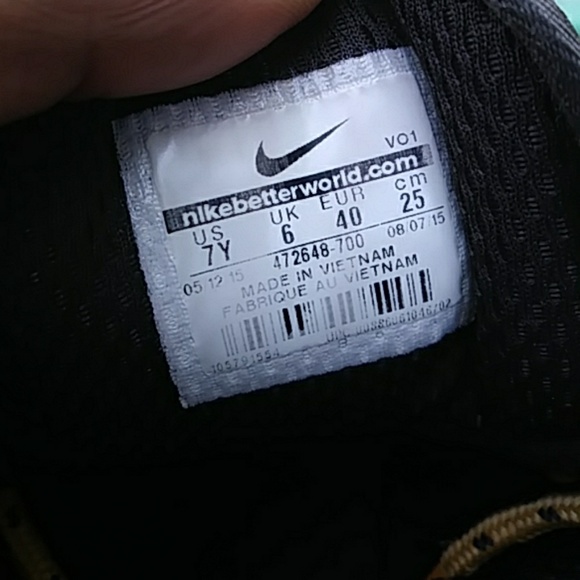 VO1
nikebetterworld.com
US UK EUR cm
7Y 6 40 25
05/12/15 472648-700 08/07/15
MADE IN VIETNAM
FABRIQUE AU VIETNAM